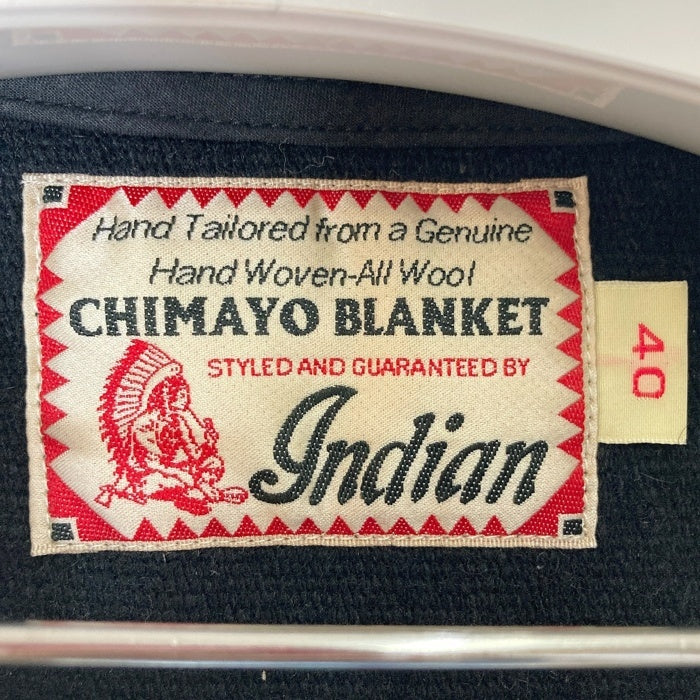 Hand Tailored from a Genuine
Hand Woven-All Wool
CHIMAYO BLANKET
STYLED AND GUARANTEED BY
Indian
40